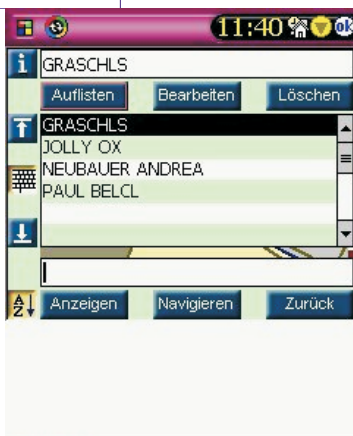 11:40 ok
i GRASCHLS
Auflisten Bearbeiten Löschen
GRASCHLS
JOLLY OX
NEUBAUER ANDREA
PAUL BELCL
A Z Anzeigen Navigieren Zurück